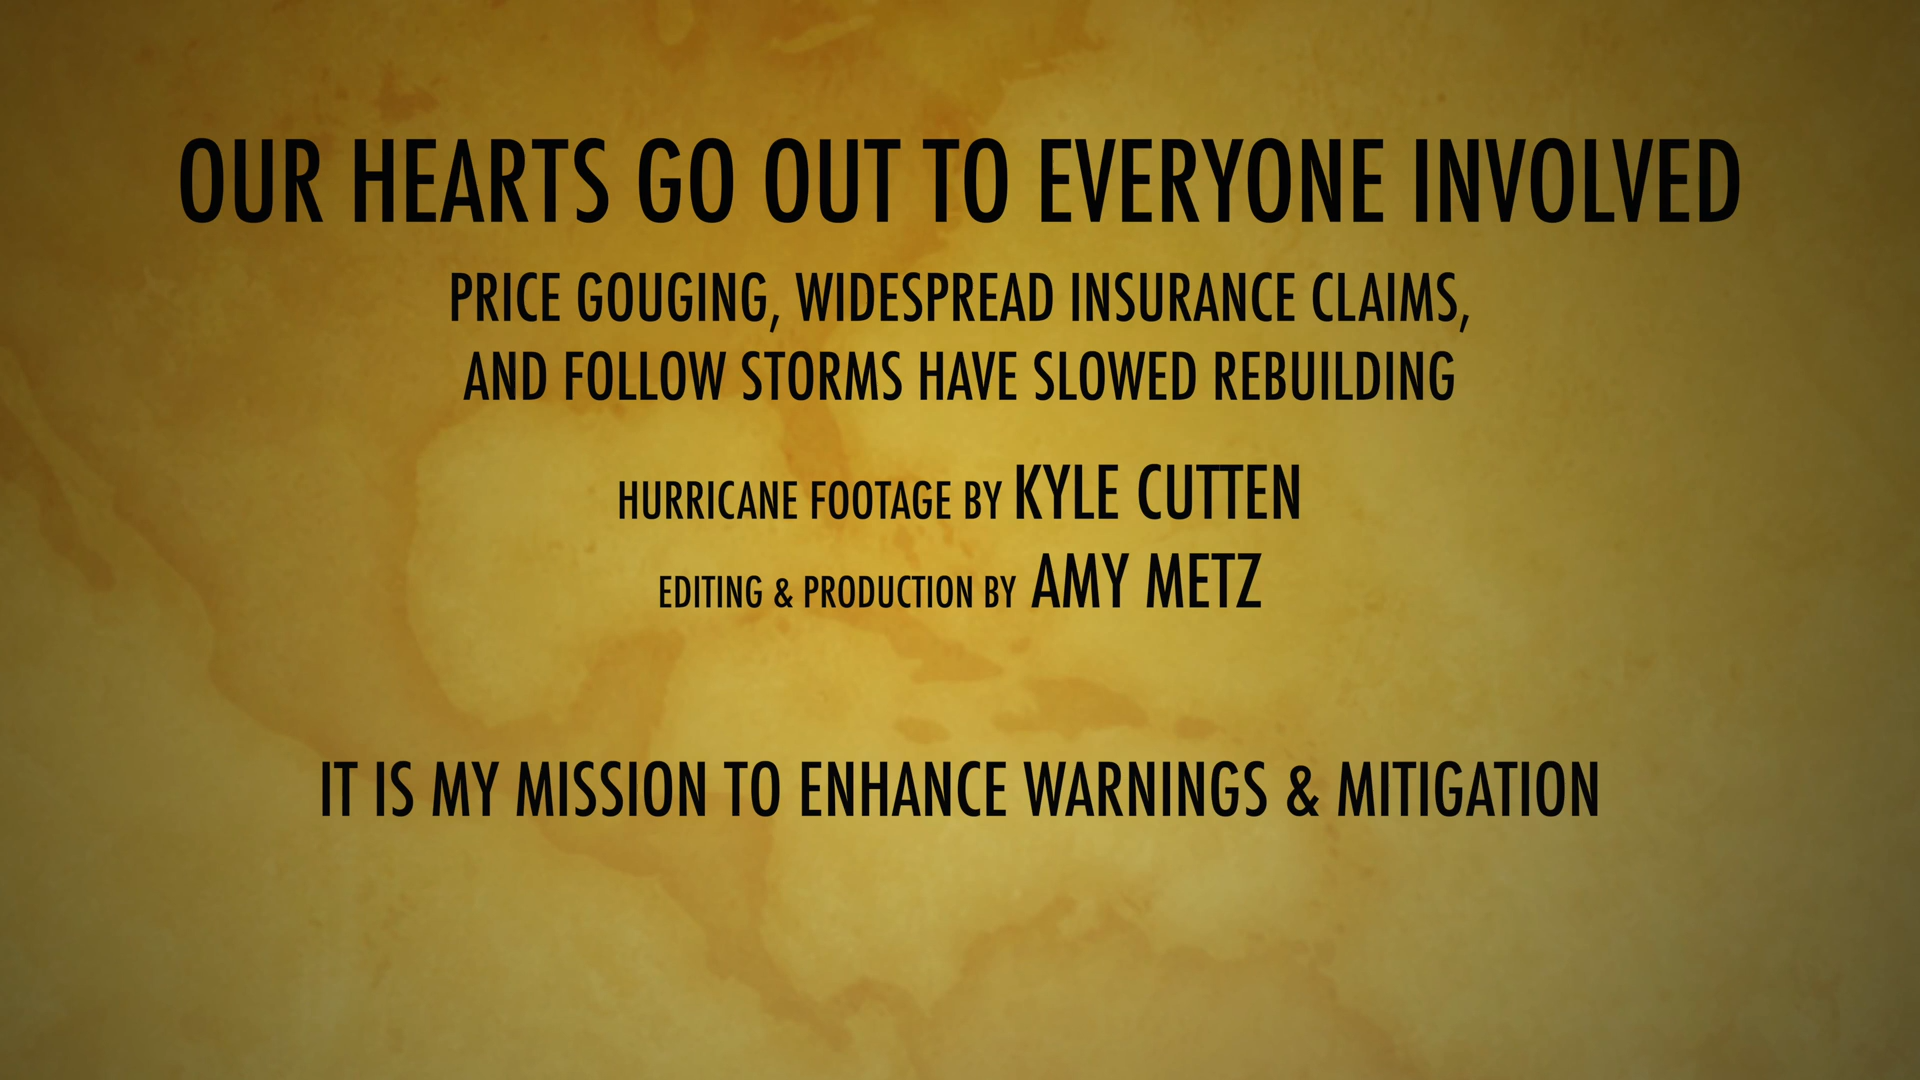 OUR HEARTS GO OUT TO EVERYONE INVOLVED
PRICE GOUGING, WIDESPREAD INSURANCE CLAIMS,
AND FOLLOW STORMS HAVE SLOWED REBUILDING
HURRICANE FOOTAGE BY KYLE CUTTEN
EDITING & PRODUCTION BY AMY METZ
IT IS MY MISSION TO ENHANCE WARNINGS & MITIGATION